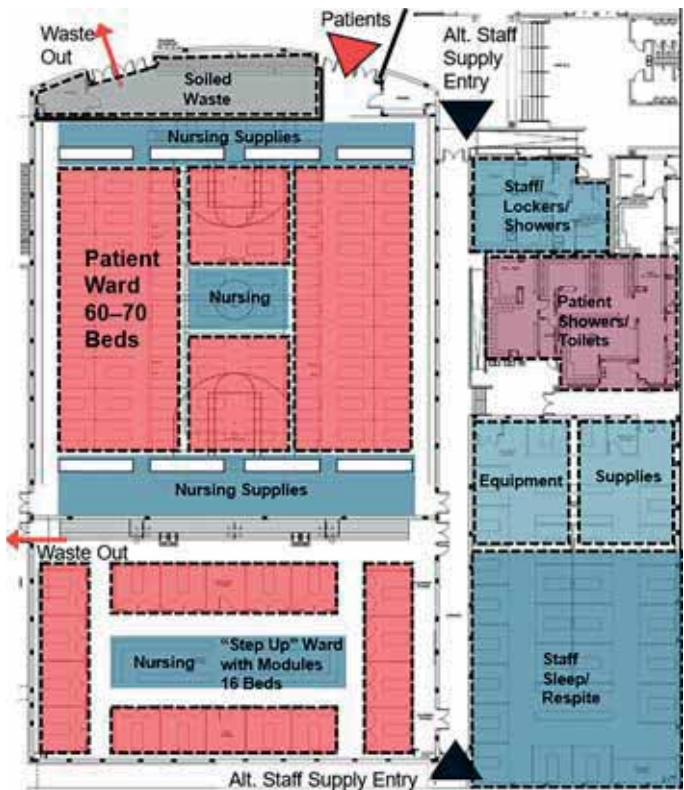 Waste
Out
Patients
Alt. Staff
Supply
Entry
Soiled
Waste
Nursing Supplies
Staff/
Lockers/
Showers
Patient
Ward
60–70
Beds
Nursing
Patient
Showers/
Toilets
Nursing Supplies
Equipment
Supplies
Waste Out
Nursing
“Step Up” Ward
with Modules
16 Beds
Staff
Sleep/
Respite
Alt. Staff Supply Entry